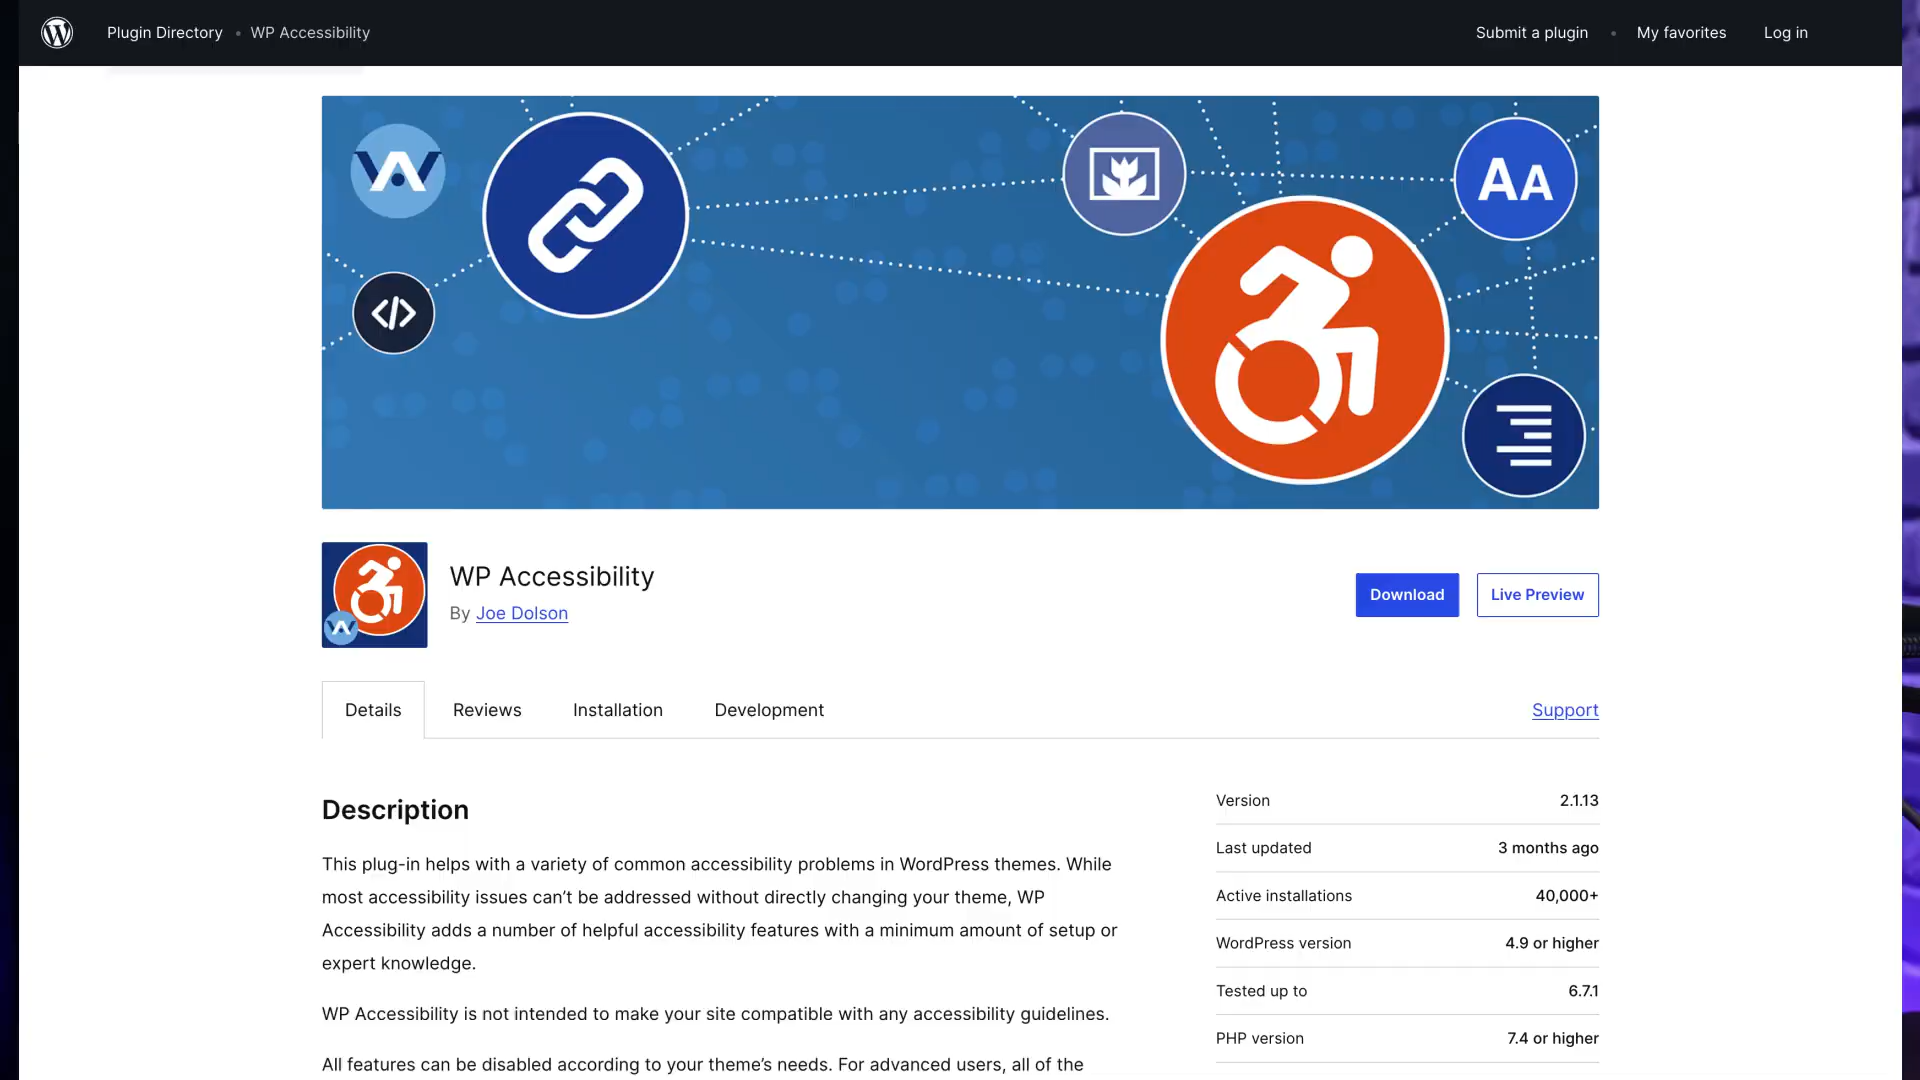 Plugin Directory • WP Accessibility
Submit a plugin • My favorites Log in
AA
WP Accessibility
By Joe Dolson
Download
Live Preview
Details
Reviews
Installation
Development
Support
Description
This plug-in helps with a variety of common accessibility problems in WordPress themes. While
most accessibility issues can’t be addressed without directly changing your theme, WP
Accessibility adds a number of helpful accessibility features with a minimum amount of setup or
expert knowledge.
WP Accessibility is not intended to make your site compatible with any accessibility guidelines.
All features can be disabled according to your theme’s needs. For advanced users, all of the
Version 2.1.13
Last updated 3 months ago
Active installations 40,000+
WordPress version 4.9 or higher
Tested up to 6.7.1
PHP version 7.4 or higher